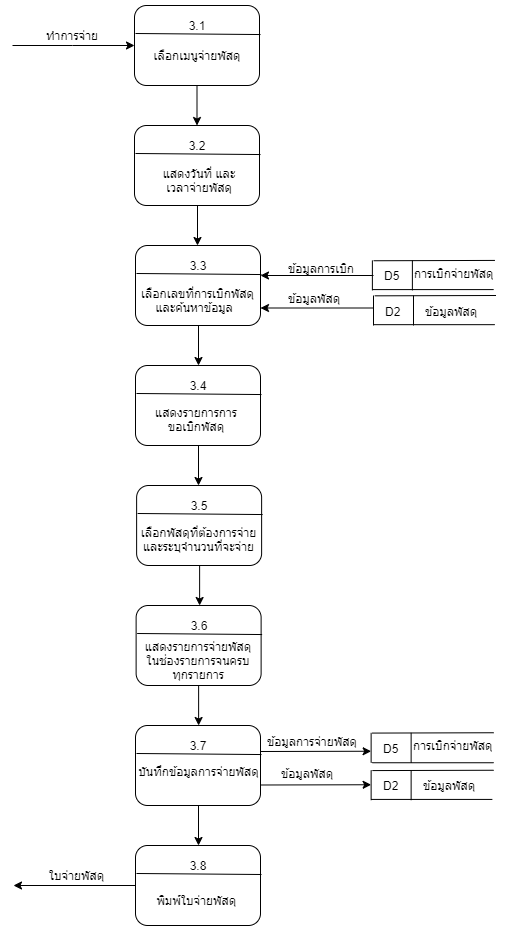 3.1
ทำการจ่าย
เลือกเมนูจ่ายพัสดุ
3.2
แสดงวันที่ และ
เวลาจ่ายพัสดุ
3.3
ข้อมูลการเบิก
D5 การเบิกจ่ายพัสดุ
เลือกเลขที่การเบิกพัสดุ
และค้นหาข้อมูล
ข้อมูลพัสดุ
D2 ข้อมูลพัสดุ
3.4
แสดงรายการการ
ขอเบิกพัสดุ
3.5
เลือกพัสดุที่ต้องการจ่าย
และระบุจำนวนที่จะจ่าย
3.6
แสดงรายการจ่ายพัสดุ
ในช่องรายการจนครบ
ทุกรายการ
3.7
ข้อมูลการจ่ายพัสดุ
D5 การเบิกจ่ายพัสดุ
บันทึกข้อมูลการจ่ายพัสดุ
ข้อมูลพัสดุ
D2 ข้อมูลพัสดุ
3.8
ใบจ่ายพัสดุ
พิมพ์ใบจ่ายพัสดุ